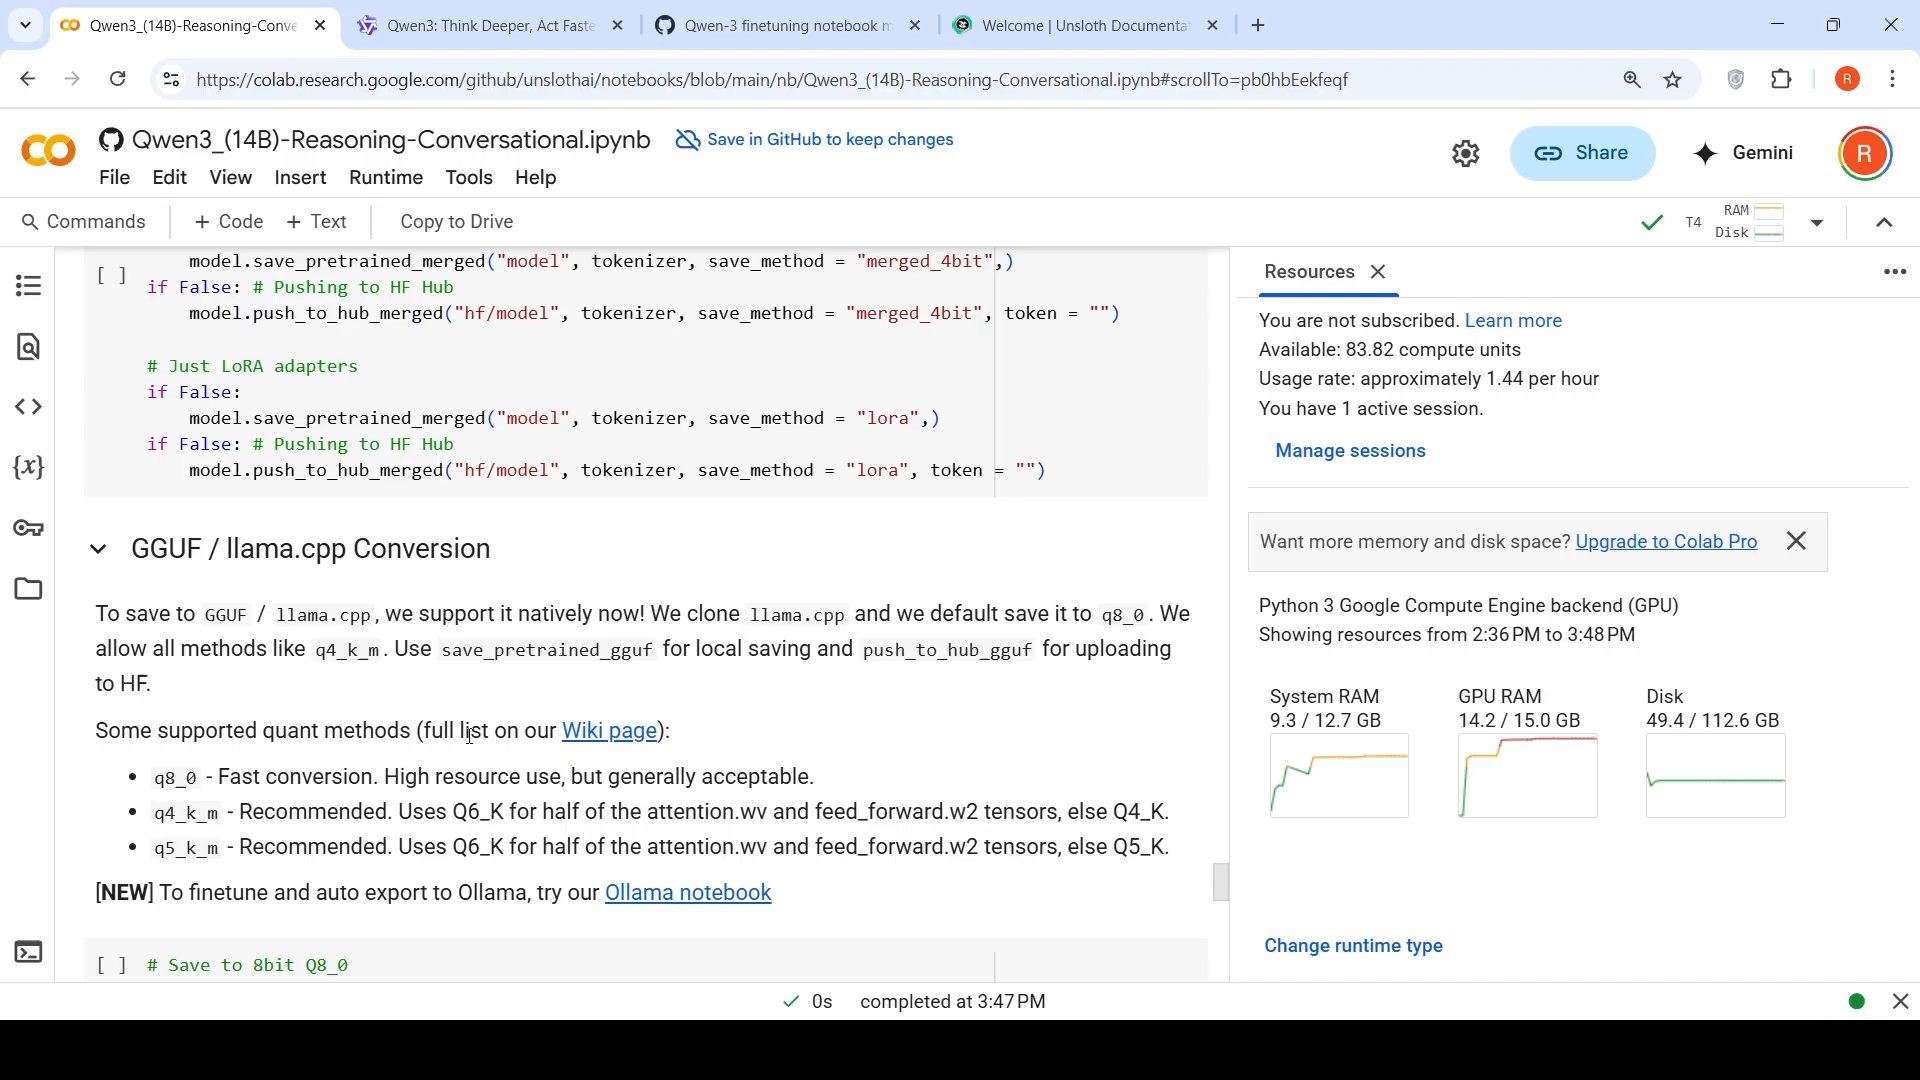 Qwen3_(14B)-Reasoning-Conve
Qwen3: Think Deeper, Act Faste
Qwen-3 finetuning notebook m
Welcome | Unsloth Documenta
https://colab.research.google.com/github/unslothai/notebooks/blob/main/nb/Qwen3_(14B)-Reasoning-Conversational.ipynb#scrollTo=pb0hbEekfeqf
R
Qwen3_(14B)-Reasoning-Conversational.ipynb
Save in GitHub to keep changes
Share
Gemini
R
File Edit View Insert Runtime Tools Help
Commands
+ Code + Text
Copy to Drive
T4
RAM
Disk
model.save_pretrained_merged("model", tokenizer, save_method = "merged_4bit",)
[ ] if False: # Pushing to HF Hub
model.push_to_hub_merged("hf/model", tokenizer, save_method = "merged_4bit", token = "")
# Just LoRA adapters
if False:
model.save_pretrained_merged("model", tokenizer, save_method = "lora",)
if False: # Pushing to HF Hub
model.push_to_hub_merged("hf/model", tokenizer, save_method = "lora", token = "")
GGUF / llama.cpp Conversion
To save to GGUF / llama.cpp, we support it natively now! We clone llama.cpp and we default save it to q8_0. We
allow all methods like q4_k_m. Use save_pretrained_gguf for local saving and push_to_hub_gguf for uploading
to HF.
Some supported quant methods (full list on our Wiki page):
• q8_0 - Fast conversion. High resource use, but generally acceptable.
• q4_k_m - Recommended. Uses Q6_K for half of the attention.wv and feed_forward.w2 tensors, else Q4_K.
• q5_k_m - Recommended. Uses Q6_K for half of the attention.wv and feed_forward.w2 tensors, else Q5_K.
[NEW] To finetune and auto export to Ollama, try our Ollama notebook
[ ] # Save to 8bit Q8_0
Resources
You are not subscribed. Learn more
Available: 83.82 compute units
Usage rate: approximately 1.44 per hour
You have 1 active session.
Manage sessions
Want more memory and disk space? Upgrade to Colab Pro
Python 3 Google Compute Engine backend (GPU)
Showing resources from 2:36 PM to 3:48 PM
System RAM
9.3 / 12.7 GB
GPU RAM
14.2 / 15.0 GB
Disk
49.4 / 112.6 GB
Change runtime type
0s completed at 3:47 PM